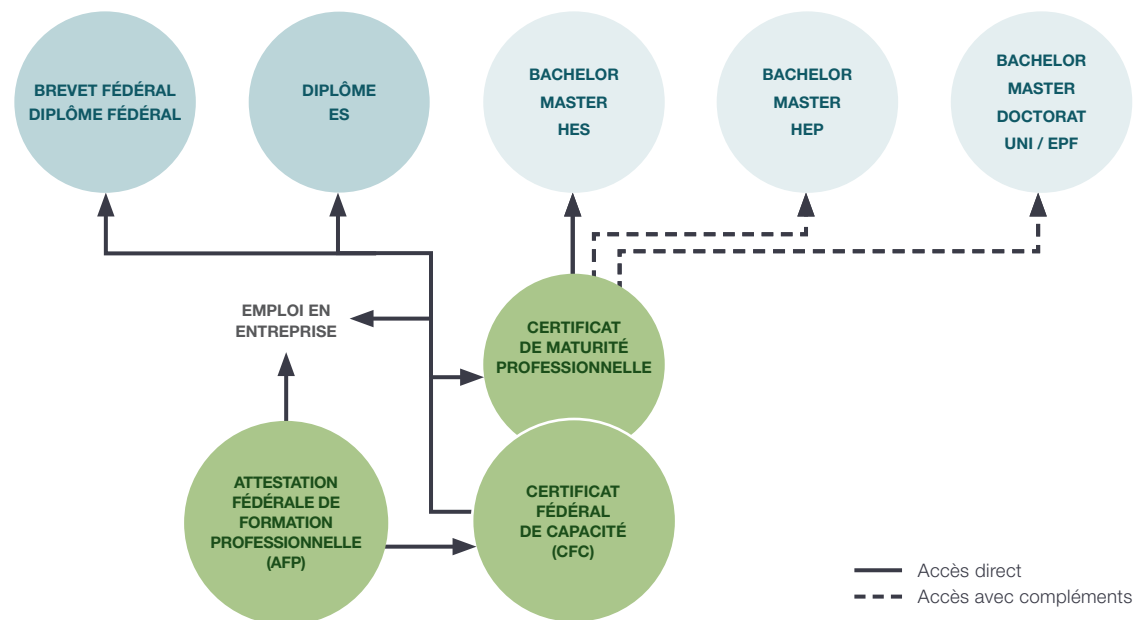 BREVET FÉDÉRAL
DIPLÔME FÉDÉRAL
DIPLÔME
ES
BACHELOR
MASTER
HES
BACHELOR
MASTER
HEP
BACHELOR
MASTER
DOCTORAT
UNI / EPF
EMPLOI EN
ENTREPRISE
CERTIFICAT
DE MATURITÉ
PROFESSIONNELLE
ATTESTATION
FÉDÉRALE DE
FORMATION
PROFESSIONNELLE
(AFP)
CERTIFICAT
FÉDÉRAL
DE CAPACITÉ
(CFC)
Accès direct
Accès avec compléments